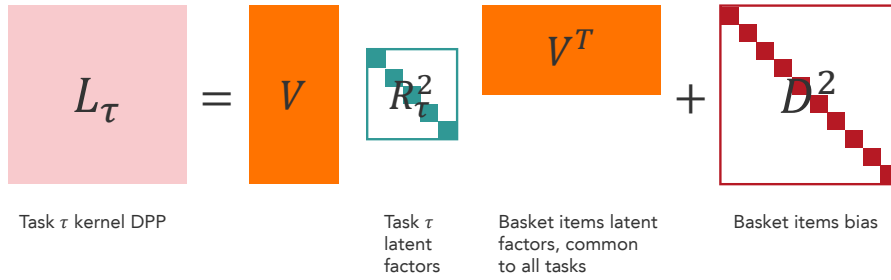 L_τ = V R_τ^2 V^T + D^2
Task τ kernel DPP
Task τ
latent
factors
Basket items latent
factors, common
to all tasks
Basket items bias